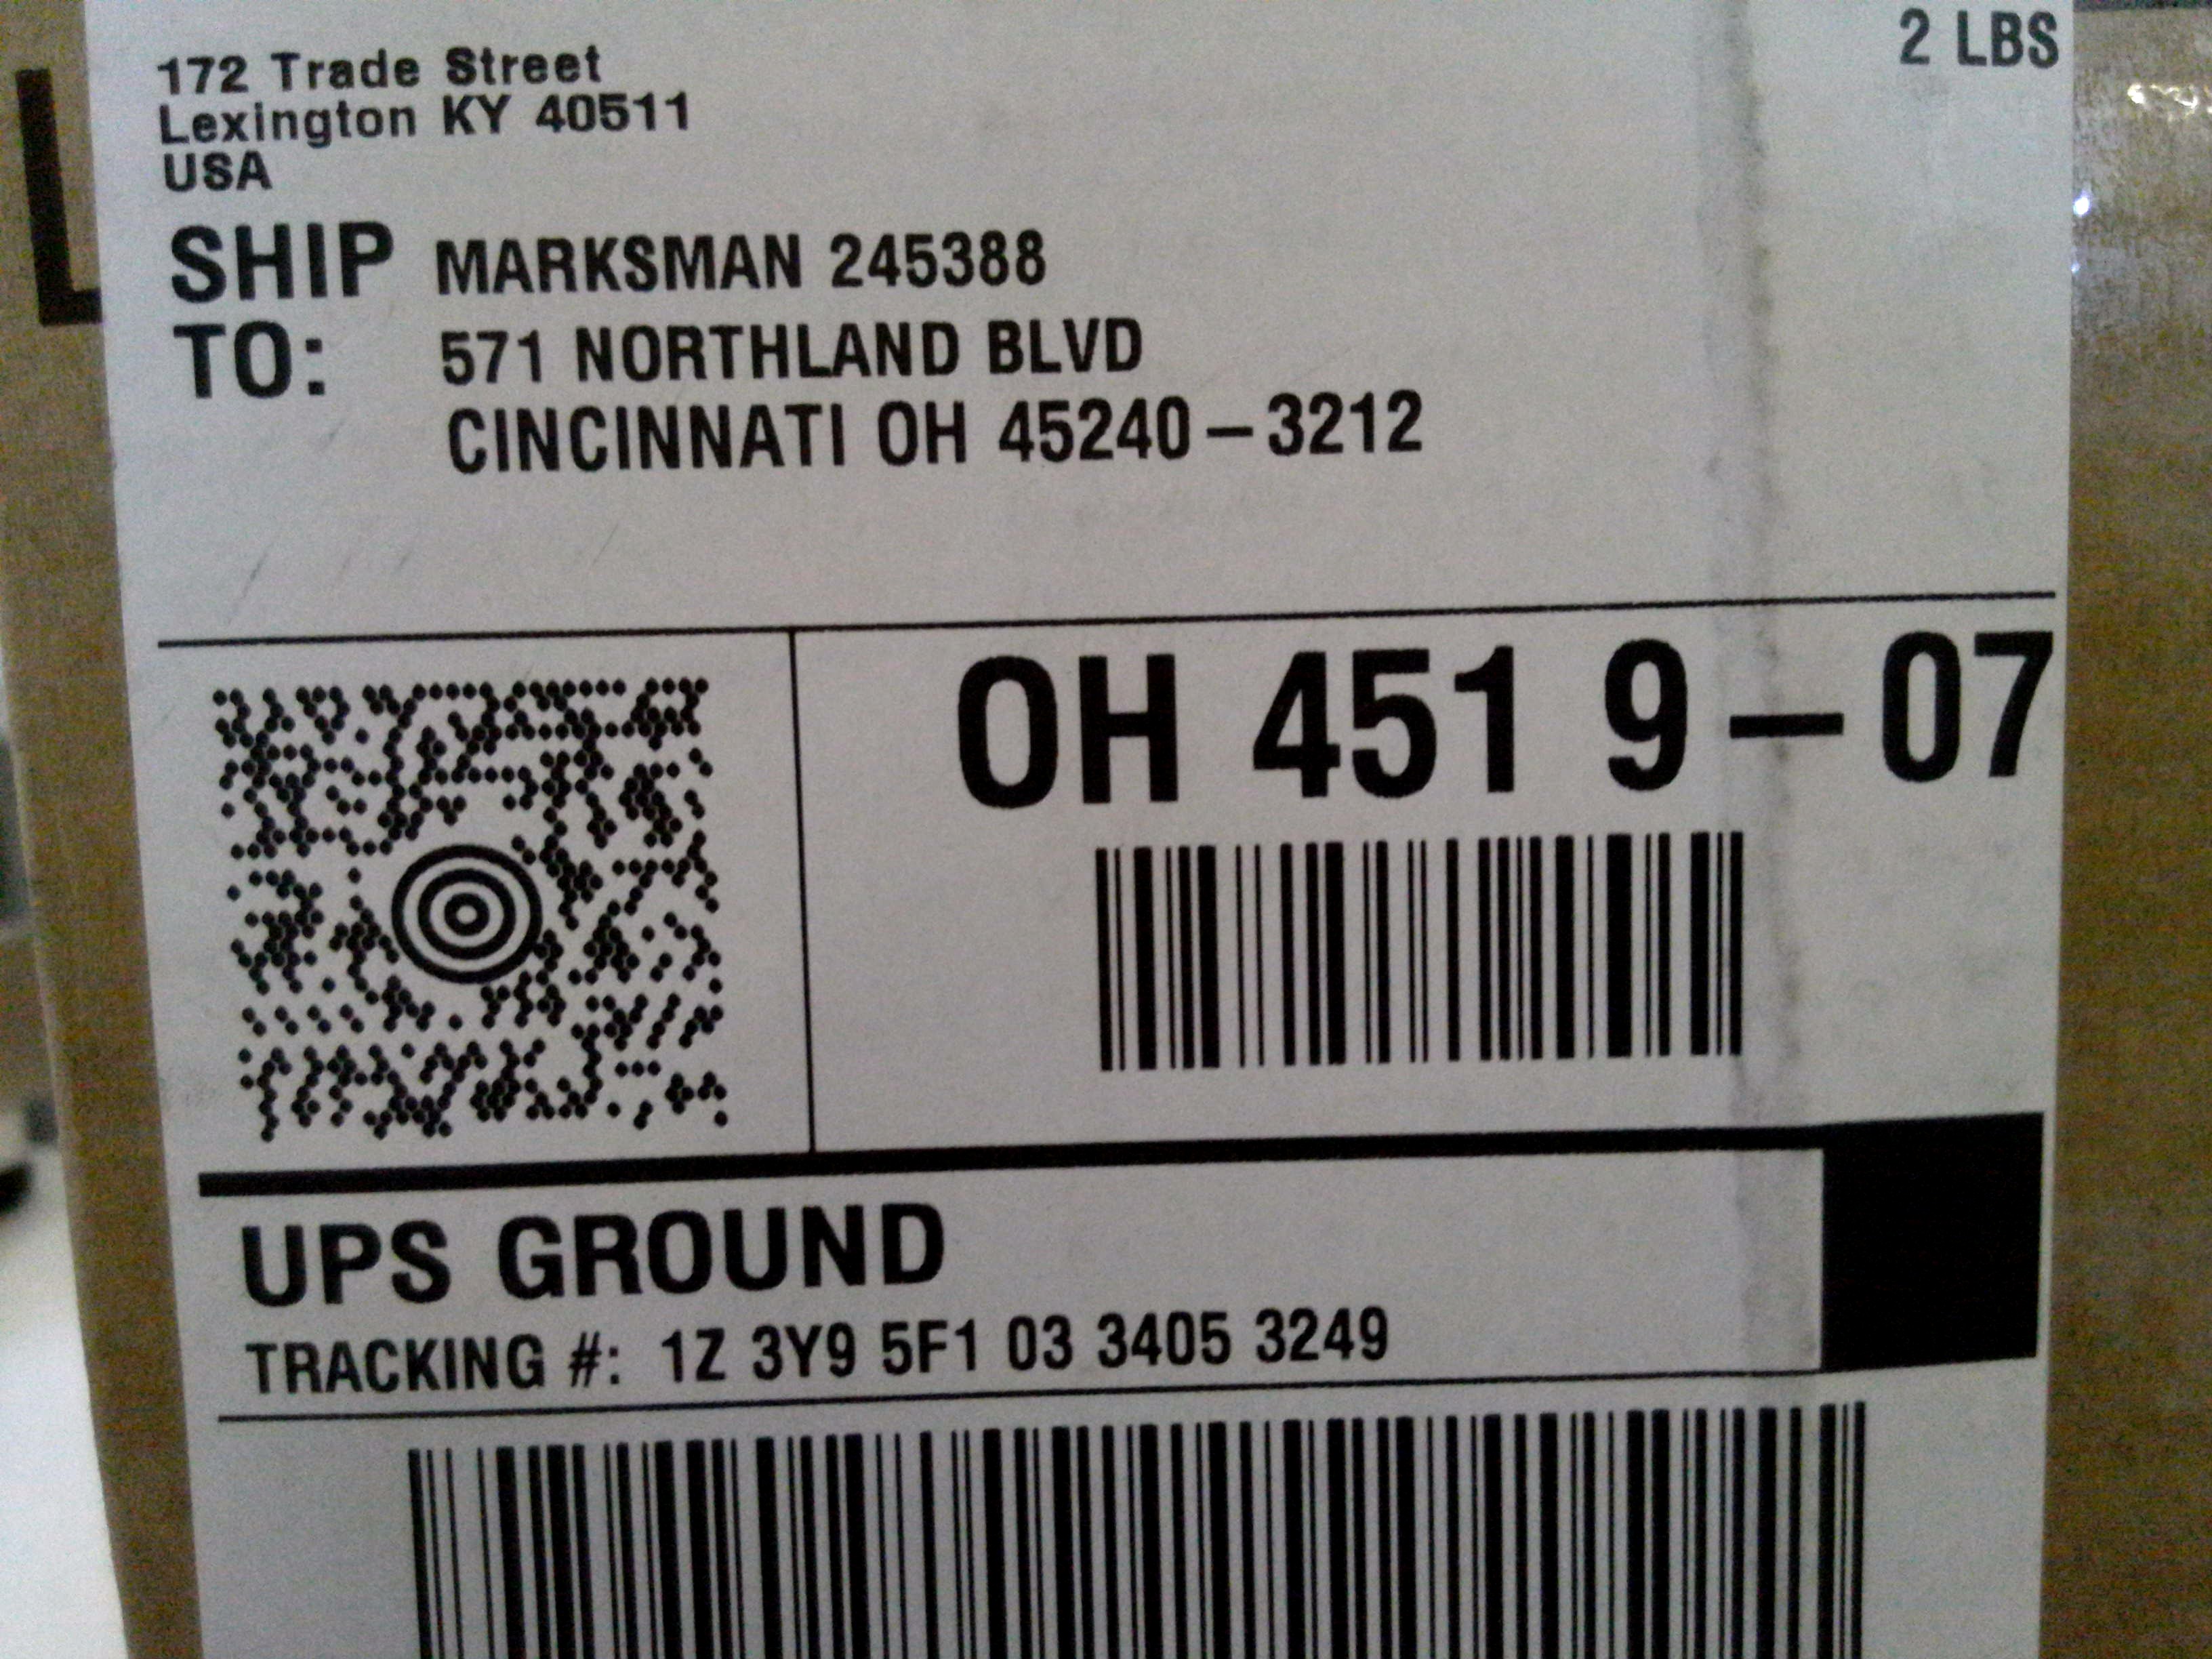 2 LBS
172 Trade Street
Lexington KY 40511
USA
SHIP MARKSMAN 245388
TO: 571 NORTHLAND BLVD
CINCINNATI OH 45240-3212
OH 451 9-07
UPS GROUND
TRACKING #: 1Z 3Y9 5F1 03 3405 3249
L